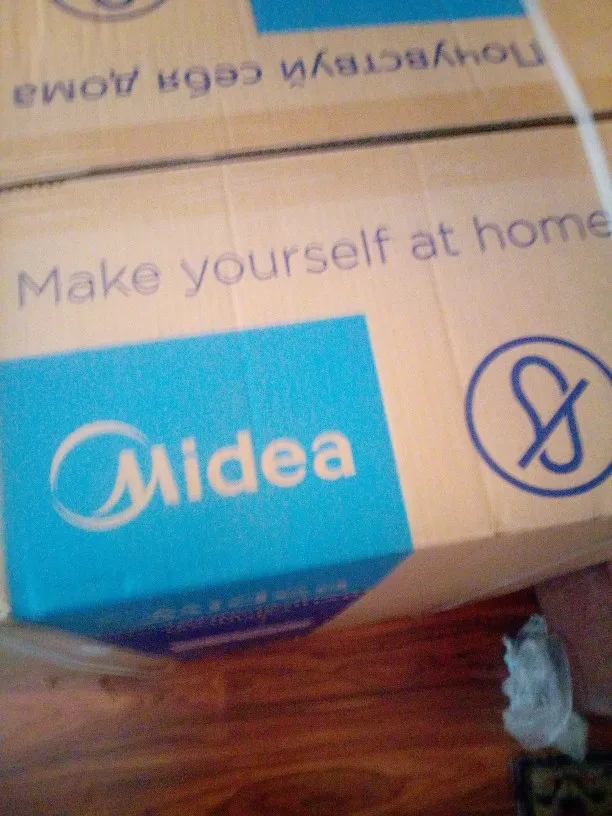 Почувствуй себя дома
Make yourself at home
Midea